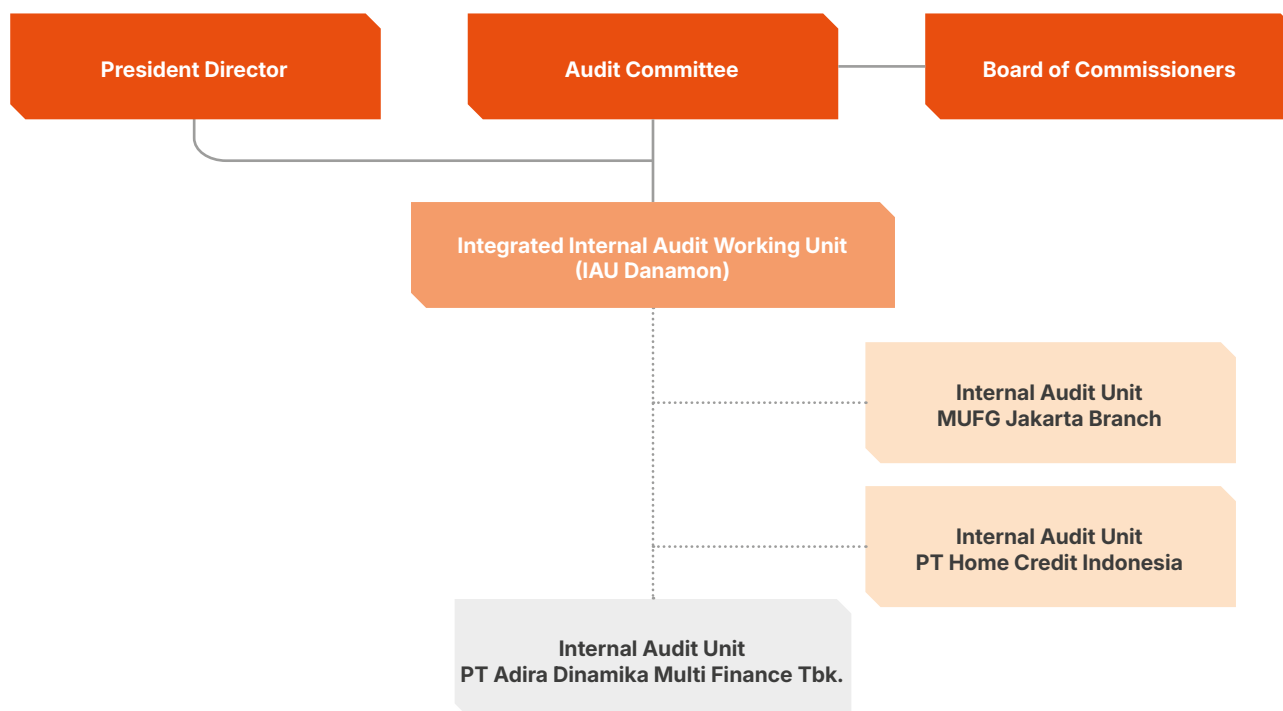 President Director
Audit Committee
Board of Commissioners
Integrated Internal Audit Working Unit
(IAU Danamon)
Internal Audit Unit
MUFG Jakarta Branch
Internal Audit Unit
PT Home Credit Indonesia
Internal Audit Unit
PT Adira Dinamika Multi Finance Tbk.